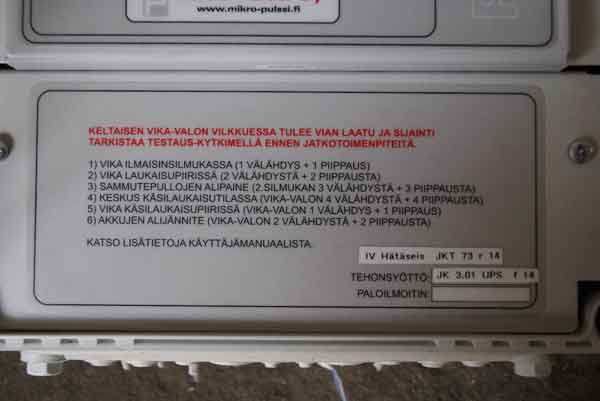 www.mikro-pulssi.fi
KELTAISEN VIKA-VALON VILKKUESSA TULEE VIAN LAATU JA SIJAINTI
TARKISTAA TESTAUS-KYTKIMELLÄ ENNEN JATKOTOIMENPITEITÄ.
1) VIKA ILMAISINSILMUKASSA (1 VÄLÄHDYS + 1 PIIPPAUS)
2) VIKA LAUKAISUPIIRISSÄ (2 VÄLÄHDYSTÄ + 2 PIIPPAUSTA)
3) SAMMUTEPULLOJEN ALIPAINE (2.SILMUKAN 3 VÄLÄHDYSTÄ + 3 PIIPPAUSTA)
4) KESKUS KÄSILAUKAISUTILASSA (VIKA-VALON 4 VÄLÄHDYSTÄ + 4 PIIPPAUSTA)
5) VIKA KÄSILAUKAISUPIIRISSÄ (VIKA-VALON 1 VÄLÄHDYS + 1 PIIPPAUS)
6) AKKUJEN ALIJÄNNITE (VIKA-VALON 2 VÄLÄHDYSTÄ + 2 PIIPPAUSTA)
KATSO LISÄTIETOJA KÄYTTÄJÄMANUAALISTA.
IV Hätäseis JKT 73 r 14
TEHONSYÖTTÖ: JK 3.01 UPS f 14
PALOILMOITIN: